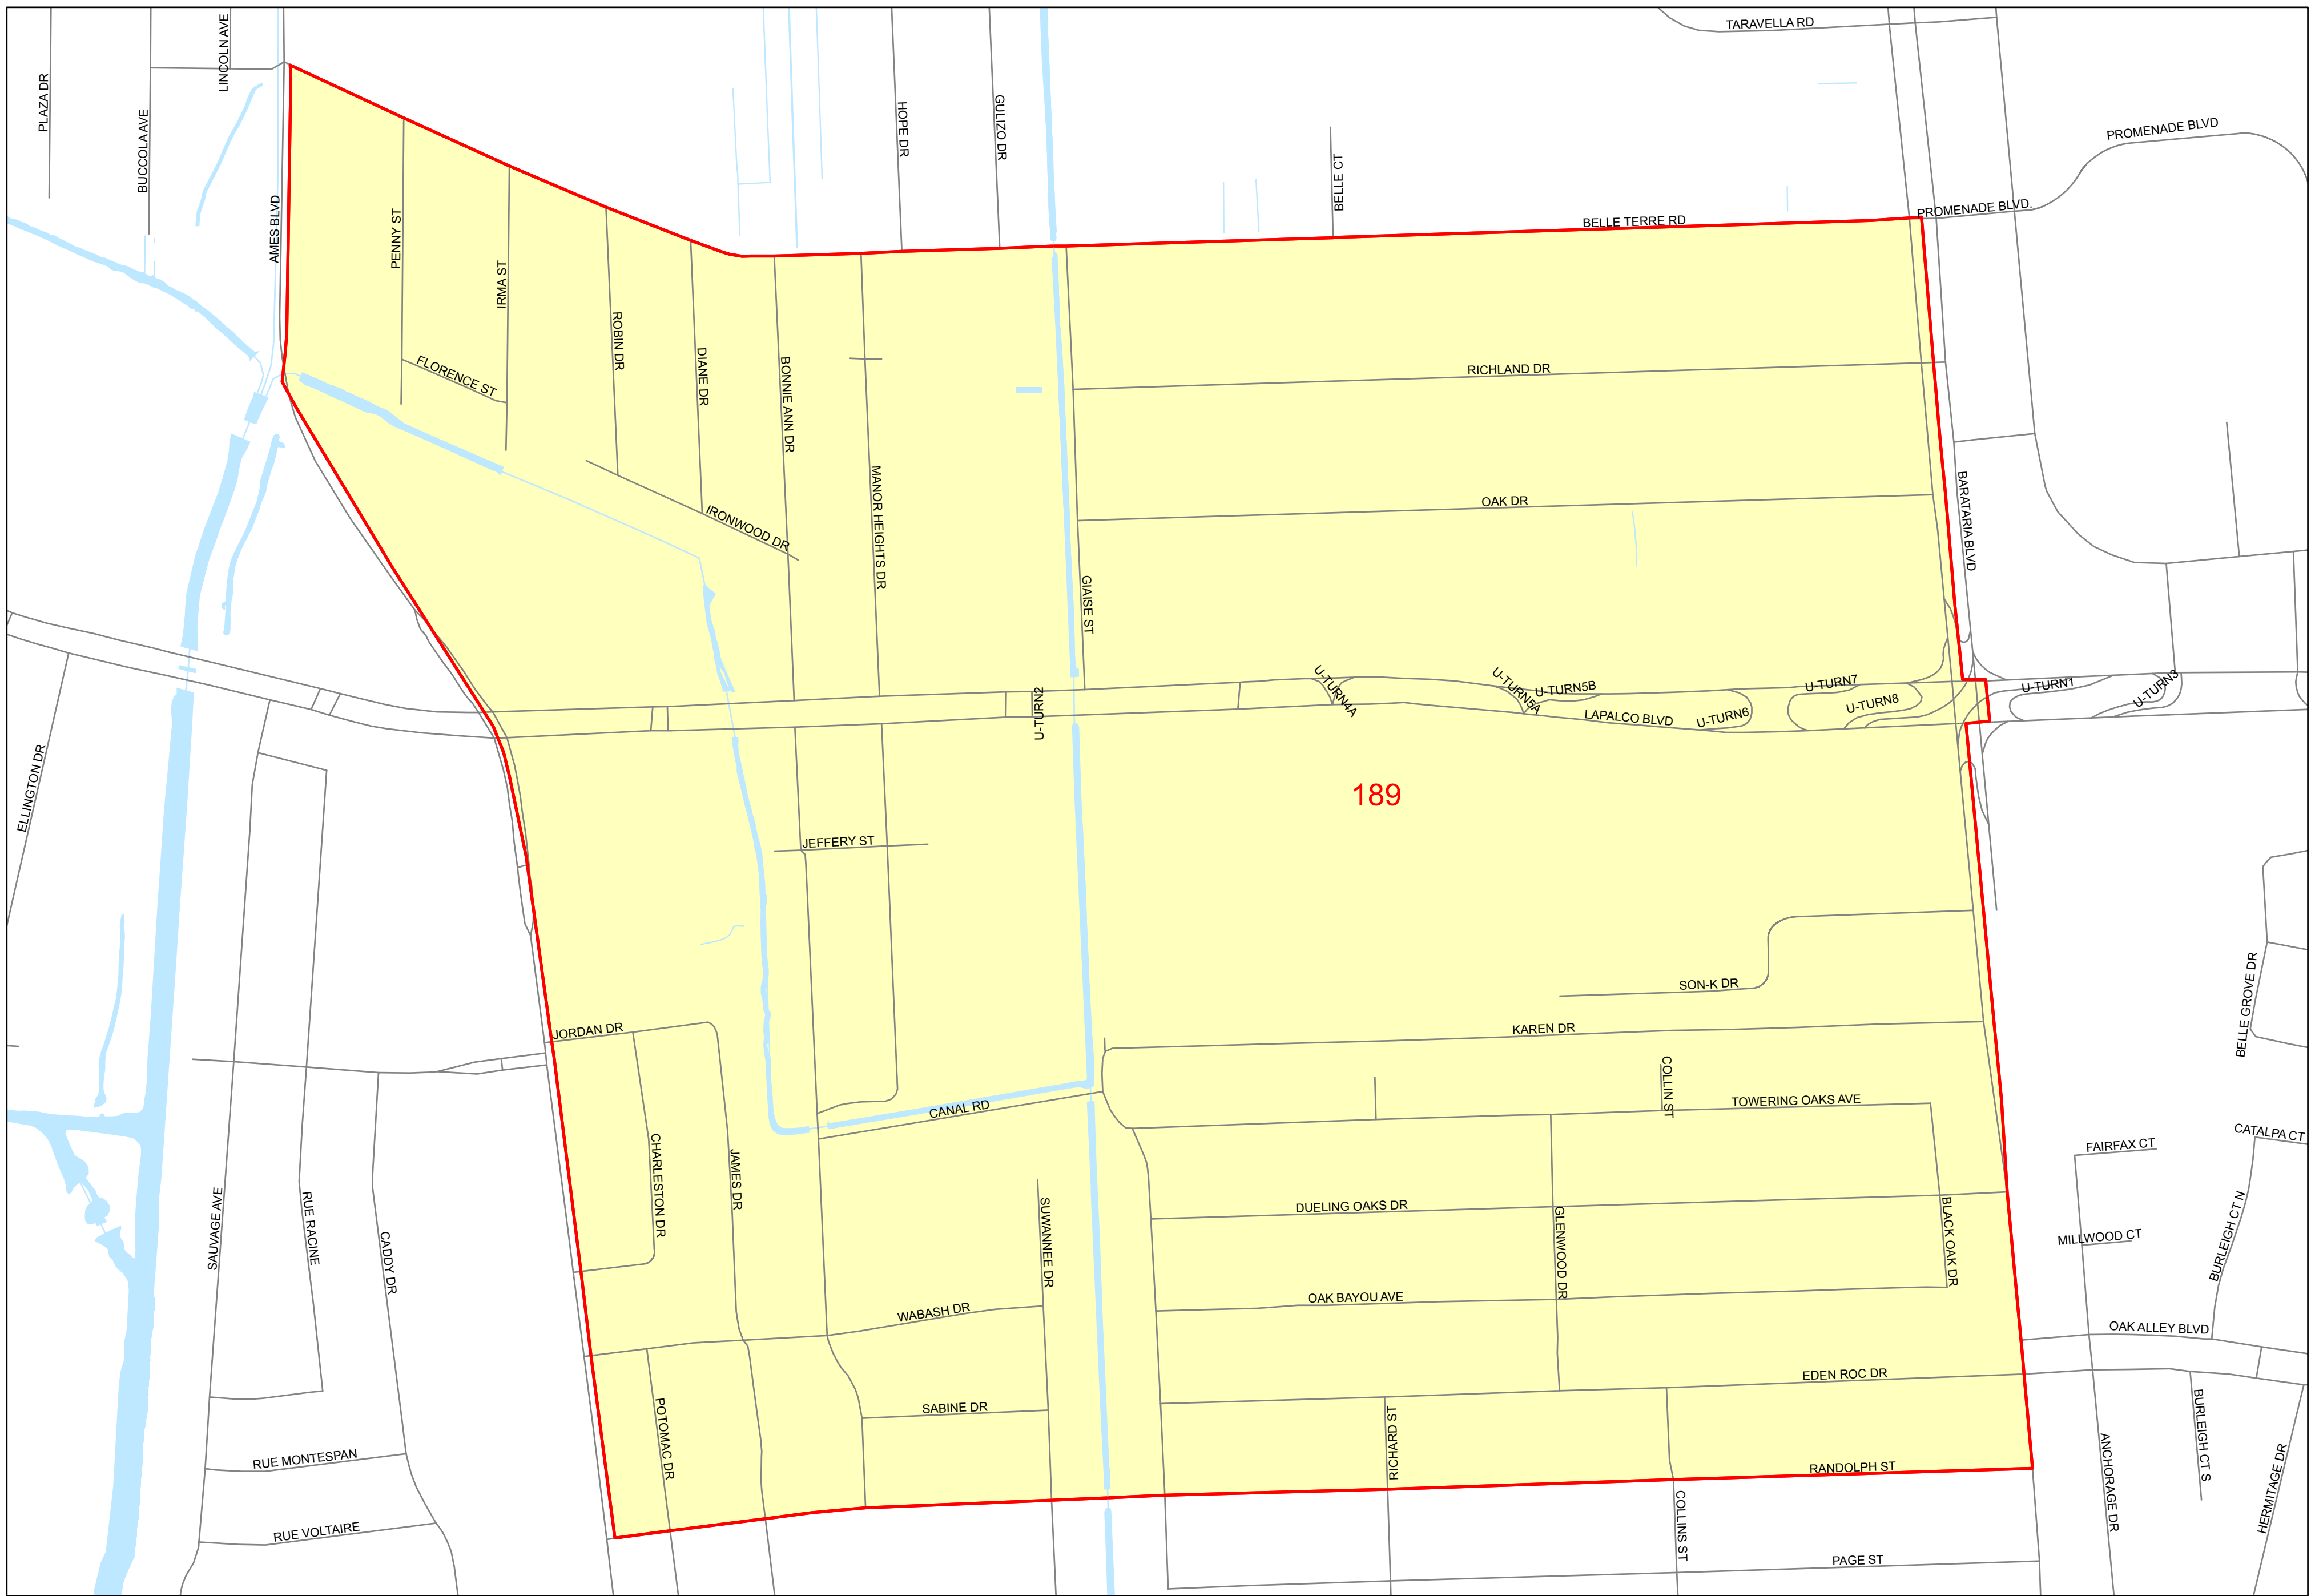 TARAVELLA RD
LINCOLN AVE
PLAZA DR
BUCCOLA AVE
HOPE DR
GULIZO DR
PROMENADE BLVD
BELLE CT
AMES BLVD
PENNY ST
BELLE TERRE RD
PROMENADE BLVD.
IRMA ST
ROBIN DR
DIANE DR
FLORENCE ST
BONNIE ANN DR
RICHLAND DR
MANOR HEIGHTS DR
IRONWOOD DR
OAK DR
BARATARIA BLVD
GIAISE ST
U-TURN2
U-TURN4A
U-TURN5A
U-TURN5B
U-TURN7
U-TURN1
U-TURN3
LAPALCO BLVD
U-TURN6
U-TURN8
ELLINGTON DR
189
JEFFERY ST
SON-K DR
BELLE GROVE DR
JORDAN DR
KAREN DR
COLLIN ST
CANAL RD
TOWERING OAKS AVE
CHARLESTON DR
JAMES DR
FAIRFAX CT
CATALPA CT
SAUVAGE AVE
RUE RACINE
CADDY DR
SUWANNEE DR
DUELING OAKS DR
GLENWOOD DR
BLACK OAK DR
MILLWOOD CT
BURLEIGH CT N
WABASH DR
OAK BAYOU AVE
OAK ALLEY BLVD
EDEN ROC DR
POTOMAC DR
SABINE DR
RICHARD ST
BURLEIGH CT S
RUE MONTESPAN
RANDOLPH ST
ANCHORAGE DR
HERMITAGE DR
RUE VOLTAIRE
COLLINS ST
PAGE ST